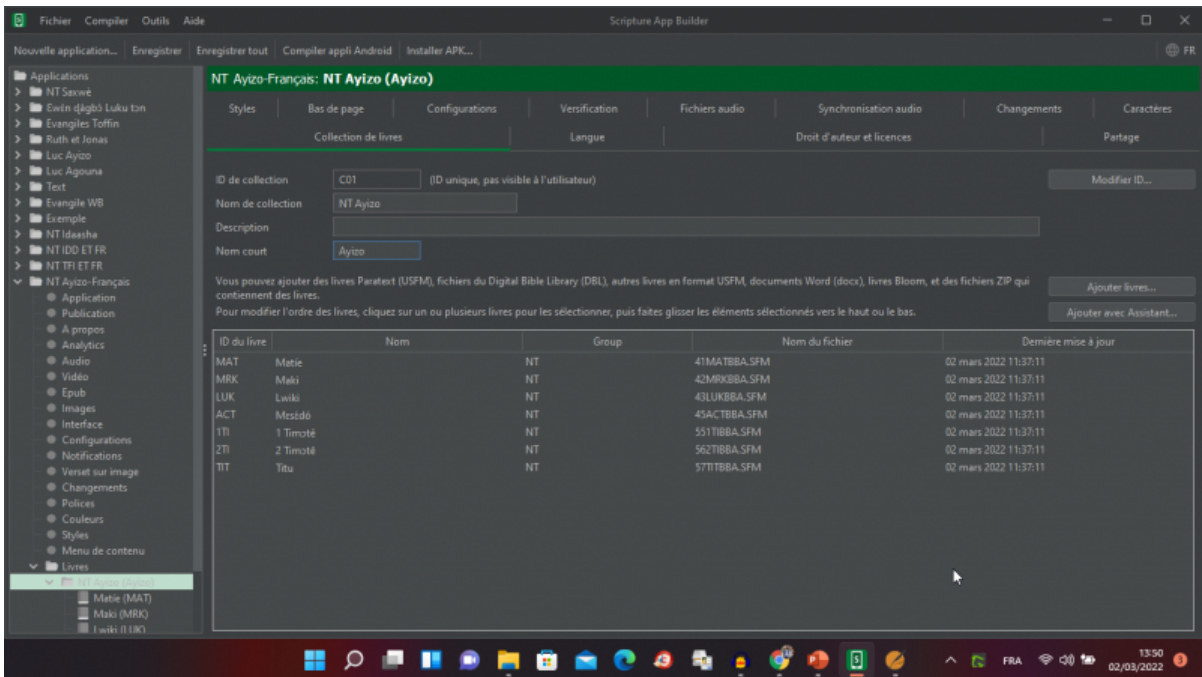 Fichier Compiler Outils Aide
Scripture App Builder
Nouvelle application... Enregistrer Enregistrer tout Compiler appli Android Installer APK...
FR
Applications
NT Saxwé
Ewin dagbó Luku tɔn
Evangiles Toffin
Ruth et Jonas
Luc Ayizo
Luc Agouna
Text
Evangile WB
Exemple
NT Idaasha
NT IDD ET FR
NT TFI ET FR
NT Ayizo-Français
Application
Publication
A propos
Analytics
Audio
Vidéo
Epub
Images
Interface
Configurations
Notifications
Verset sur image
Changements
Polices
Couleurs
Styles
Menu de contenu
Livres
NT Ayizo (Ayizo)
Matie (MAT)
Maki (MRK)
Lwiki (LUK)
NT Ayizo-Français: NT Ayizo (Ayizo)
Styles Bas de page Configurations Versification Fichiers audio Synchronisation audio Changements Caractères
Collection de livres Langue Droit d'auteur et licences Partage
ID de collection C01 (ID unique, pas visible à l'utilisateur) Modifier ID...
Nom de collection NT Ayizo
Description
Nom court Ayizo
Vous pouvez ajouter des livres Paratext (USFM), fichiers du Digital Bible Library (DBL), autres livres en format USFM, documents Word (docx), livres Bloom, et des fichiers ZIP qui
contiennent des livres.
Ajouter livres...
Pour modifier l'ordre des livres, cliquez sur un ou plusieurs livres pour les sélectionner, puis faites glisser les éléments sélectionnés vers le haut ou le bas.
Ajouter avec Assistant...
ID du livre Nom Group Nom du fichier Dernière mise à jour
MAT Matie NT 41MATBBA.SFM 02 mars 2022 11:37:11
MRK Maki NT 42MRKBBA.SFM 02 mars 2022 11:37:11
LUK Lwiki NT 43LUKBBA.SFM 02 mars 2022 11:37:11
ACT NT 45ACTBBA.SFM 02 mars 2022 11:37:11
1TI 1 Timoté NT 551TIBBA.SFM 02 mars 2022 11:37:11
2TI 2 Timoté NT 562TIBBA.SFM 02 mars 2022 11:37:11
TIT Titu NT 57TITBBA.SFM 02 mars 2022 11:37:11
FRA
13:50
02/03/2022
3